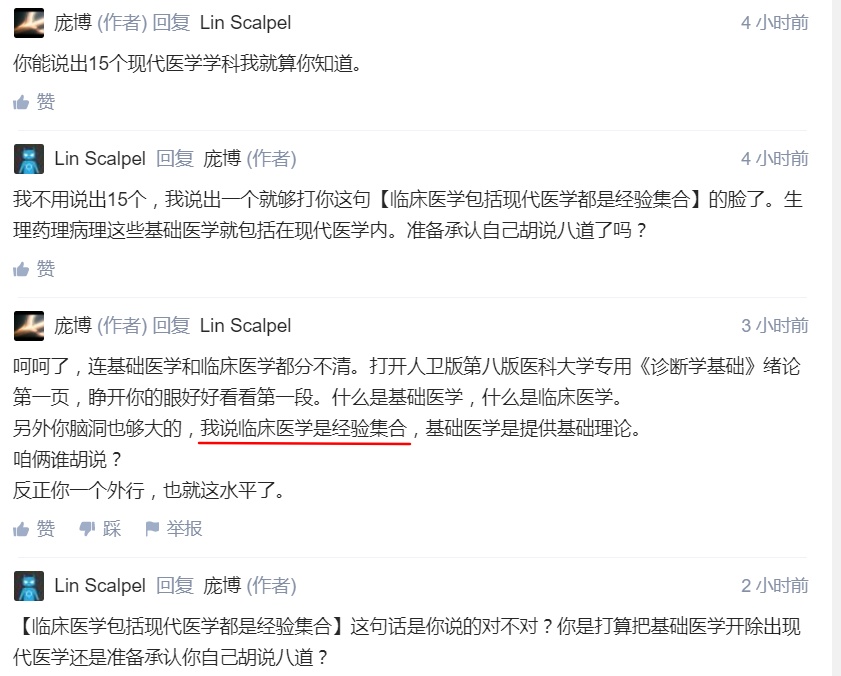 庞博 (作者) 回复 Lin Scalpel 4 小时前
你能说出15个现代医学学科我就算你知道。
赞
Lin Scalpel 回复 庞博 (作者) 4 小时前
我不用说出15个，我说出一个就够打你这句【临床医学包括现代医学都是经验集合】的脸了。生
理药理病理这些基础医学就包括在现代医学内。准备承认自己胡说八道了吗？
赞
庞博 (作者) 回复 Lin Scalpel 3 小时前
呵呵了，连基础医学和临床医学都分不清。打开人卫版第八版医科大学专用《诊断学基础》绪论
第一页，睁开你的眼好好看看第一段。什么是基础医学，什么是临床医学。
另外你脑洞也够大的，我说临床医学是经验集合，基础医学是提供基础理论。
咱俩谁胡说？
反正你一个外行，也就这水平了。
赞 踩 举报
Lin Scalpel 回复 庞博 (作者) 2 小时前
【临床医学包括现代医学都是经验集合】这句话是你说的对不对？你是打算把基础医学开除出现
代医学还是准备承认你自己胡说八道？